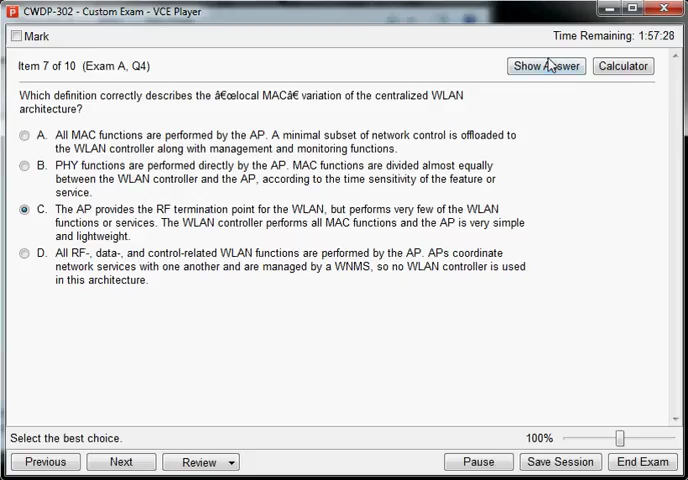 CWDP-302 - Custom Exam - VCE Player
Mark
Time Remaining: 1:57:28
Item 7 of 10 (Exam A, Q4)
Show Answer
Calculator
Which definition correctly describes the â€œlocal MACâ€ variation of the centralized WLAN
architecture?
A. All MAC functions are performed by the AP. A minimal subset of network control is offloaded to
the WLAN controller along with management and monitoring functions.
B. PHY functions are performed directly by the AP. MAC functions are divided almost equally
between the WLAN controller and the AP, according to the time sensitivity of the feature or
service.
C. The AP provides the RF termination point for the WLAN, but performs very few of the WLAN
functions or services. The WLAN controller performs all MAC functions and the AP is very simple
and lightweight.
D. All RF-, data-, and control-related WLAN functions are performed by the AP. APs coordinate
network services with one another and are managed by a WNMS, so no WLAN controller is used
in this architecture.
Select the best choice.
100%
Previous
Next
Review
Pause
Save Session
End Exam